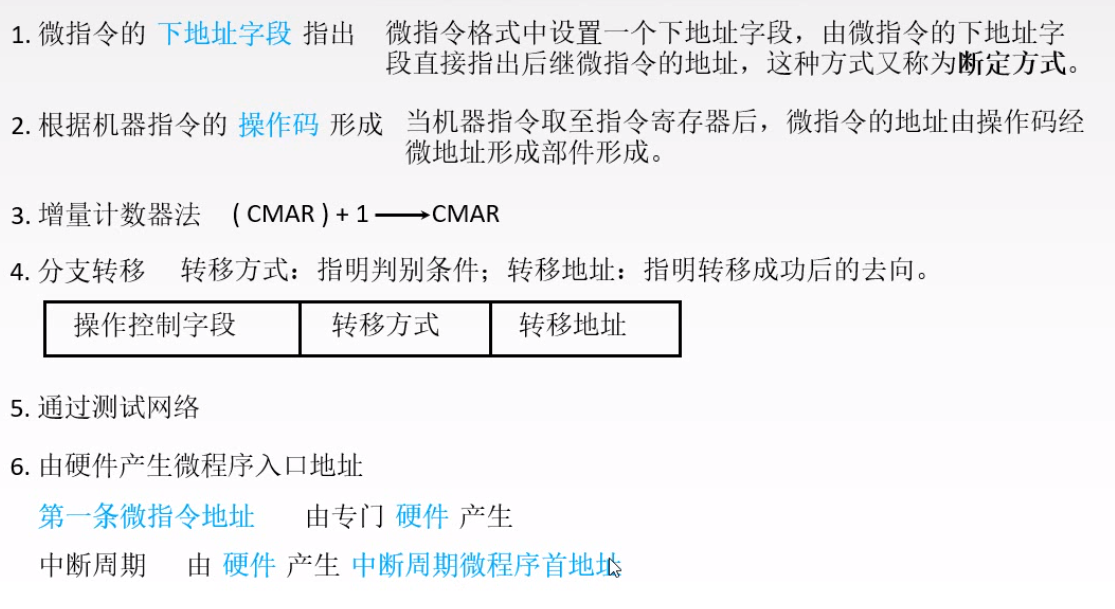 1. 微指令的 下地址字段 指出 微指令格式中设置一个下地址字段，由微指令的下地址字
段直接指出后继微指令的地址，这种方式又称为断定方式。
2. 根据机器指令的 操作码 形成 当机器指令取至指令寄存器后，微指令的地址由操作码经
微地址形成部件形成。
3. 增量计数器法 ( CMAR ) + 1 ⟶ CMAR
4. 分支转移 转移方式：指明判别条件；转移地址：指明转移成功后的去向。
操作控制字段 转移方式 转移地址
5. 通过测试网络
6. 由硬件产生微程序入口地址
第一条微指令地址 由专门 硬件 产生
中断周期 由 硬件 产生 中断周期微程序首地址